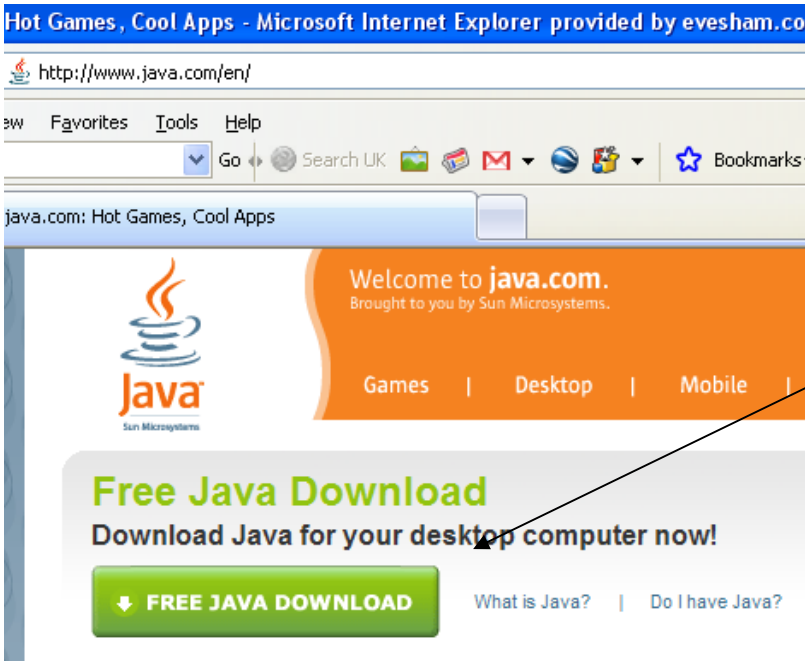 Hot Games, Cool Apps - Microsoft Internet Explorer provided by evesham.co
http://www.java.com/en/
ew Favorites Tools Help
Go Search UK Bookmarks
java.com: Hot Games, Cool Apps
Welcome to java.com.
Brought to you by Sun Microsystems.
Java
Sun Microsystems
Games | Desktop | Mobile |
Free Java Download
Download Java for your desktop computer now!
FREE JAVA DOWNLOAD What is Java? | Do I have Java?